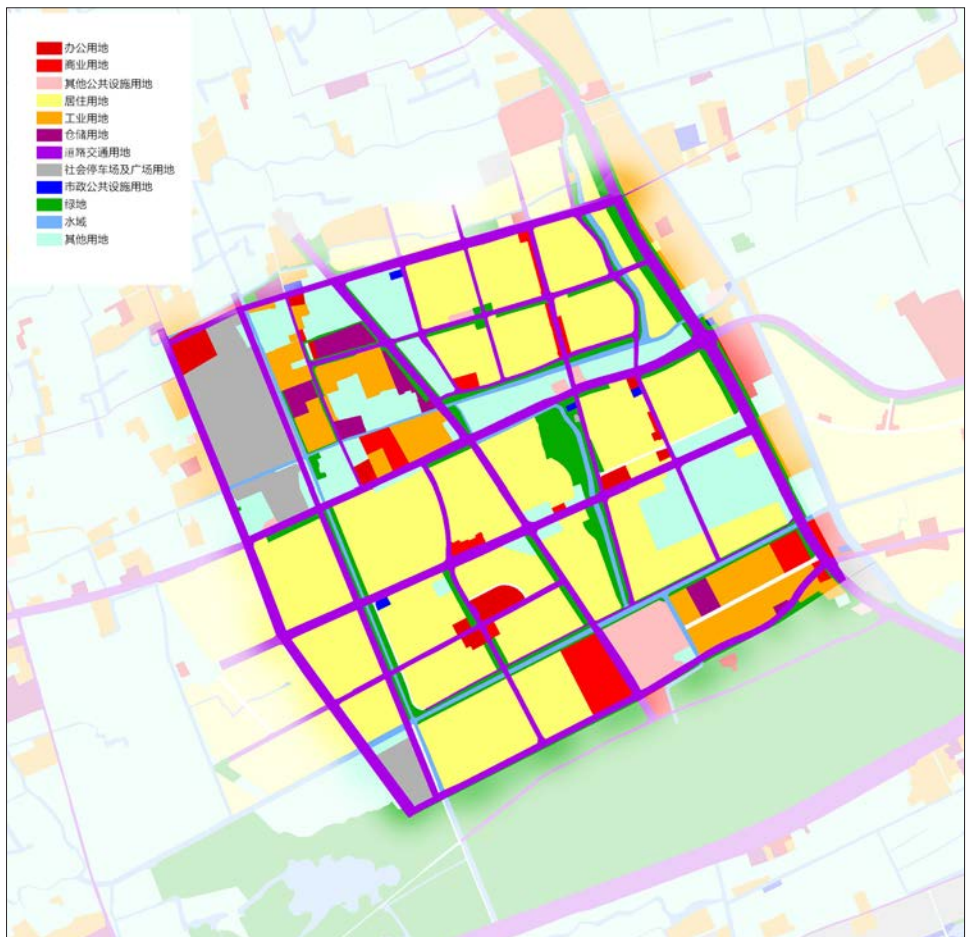 办公用地
商业用地
其他公共设施用地
居住用地
工业用地
仓储用地
道路交通用地
社会停车场及广场用地
市政公共设施用地
绿地
水域
其他用地